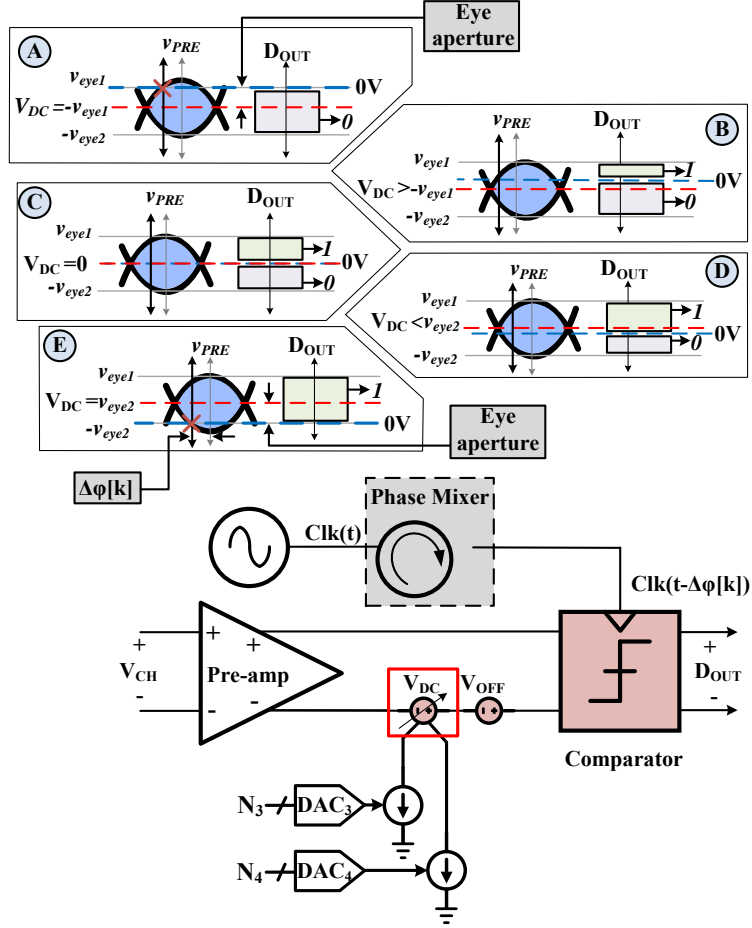 Eye
aperture
A
vPRE
DOUT
veye1
0V
VDC=-veye1
0
-veye2
B
vPRE
DOUT
veye1
1
0V
VDC>-veye1
0
-veye2
C
DOUT
vPRE
veye1
1
VDC=0
0V
0
-veye2
D
vPRE
DOUT
veye1
1
VDC<veye2
0V
0
-veye2
E
vPRE
DOUT
veye1
1
VDC=veye2
-veye2
0V
Eye
aperture
Δφ[k]
Phase Mixer
Clk(t)
Clk(t-Δφ[k])
+ + + +
VCH Pre-amp VDC VOFF DOUT
- - - -
Comparator
N3 DAC3
N4 DAC4